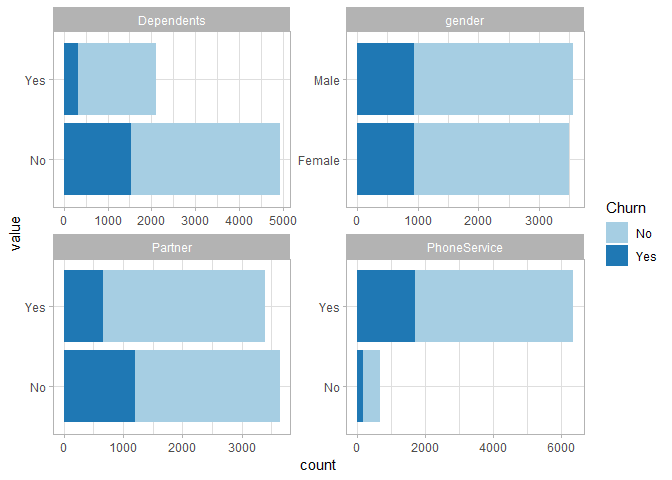 Dependents
Yes
No
0 1000 2000 3000 4000 5000
gender
Male
Female
0 1000 2000 3000
value
Partner
Yes
No
0 1000 2000 3000
PhoneService
Yes
No
0 2000 4000 6000
count
Churn
No
Yes